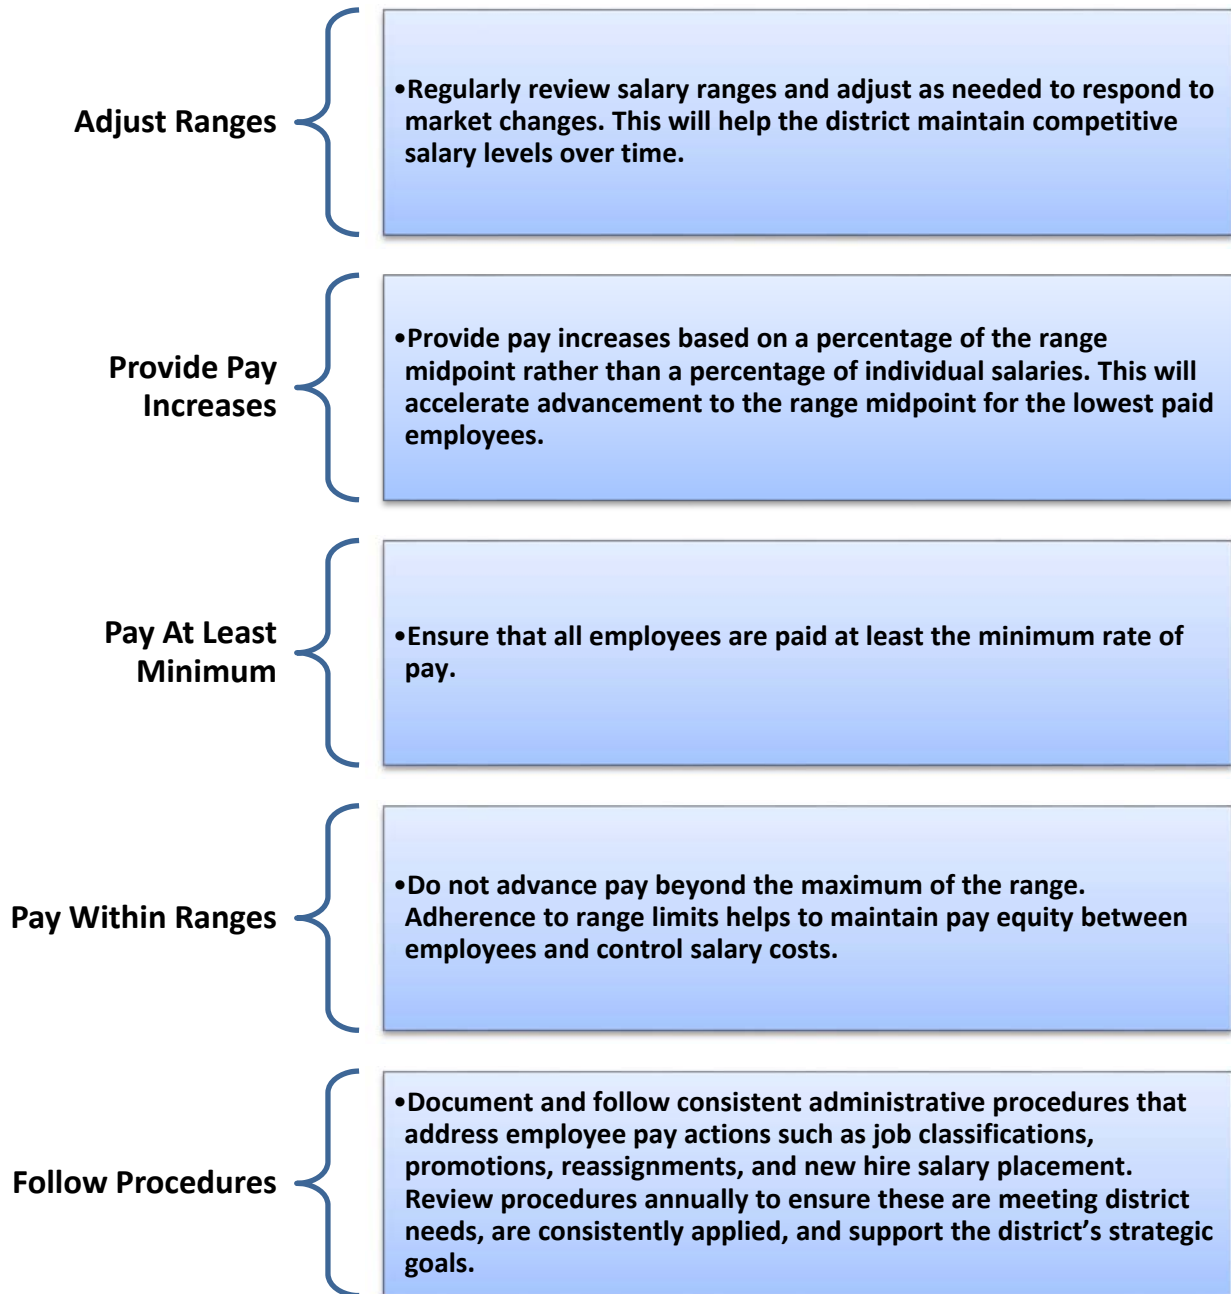 Adjust Ranges
•Regularly review salary ranges and adjust as needed to respond to
market changes. This will help the district maintain competitive
salary levels over time.
Provide Pay
Increases
•Provide pay increases based on a percentage of the range
midpoint rather than a percentage of individual salaries. This will
accelerate advancement to the range midpoint for the lowest paid
employees.
Pay At Least
Minimum
•Ensure that all employees are paid at least the minimum rate of
pay.
Pay Within Ranges
•Do not advance pay beyond the maximum of the range.
Adherence to range limits helps to maintain pay equity between
employees and control salary costs.
Follow Procedures
•Document and follow consistent administrative procedures that
address employee pay actions such as job classifications,
promotions, reassignments, and new hire salary placement.
Review procedures annually to ensure these are meeting district
needs, are consistently applied, and support the district’s strategic
goals.